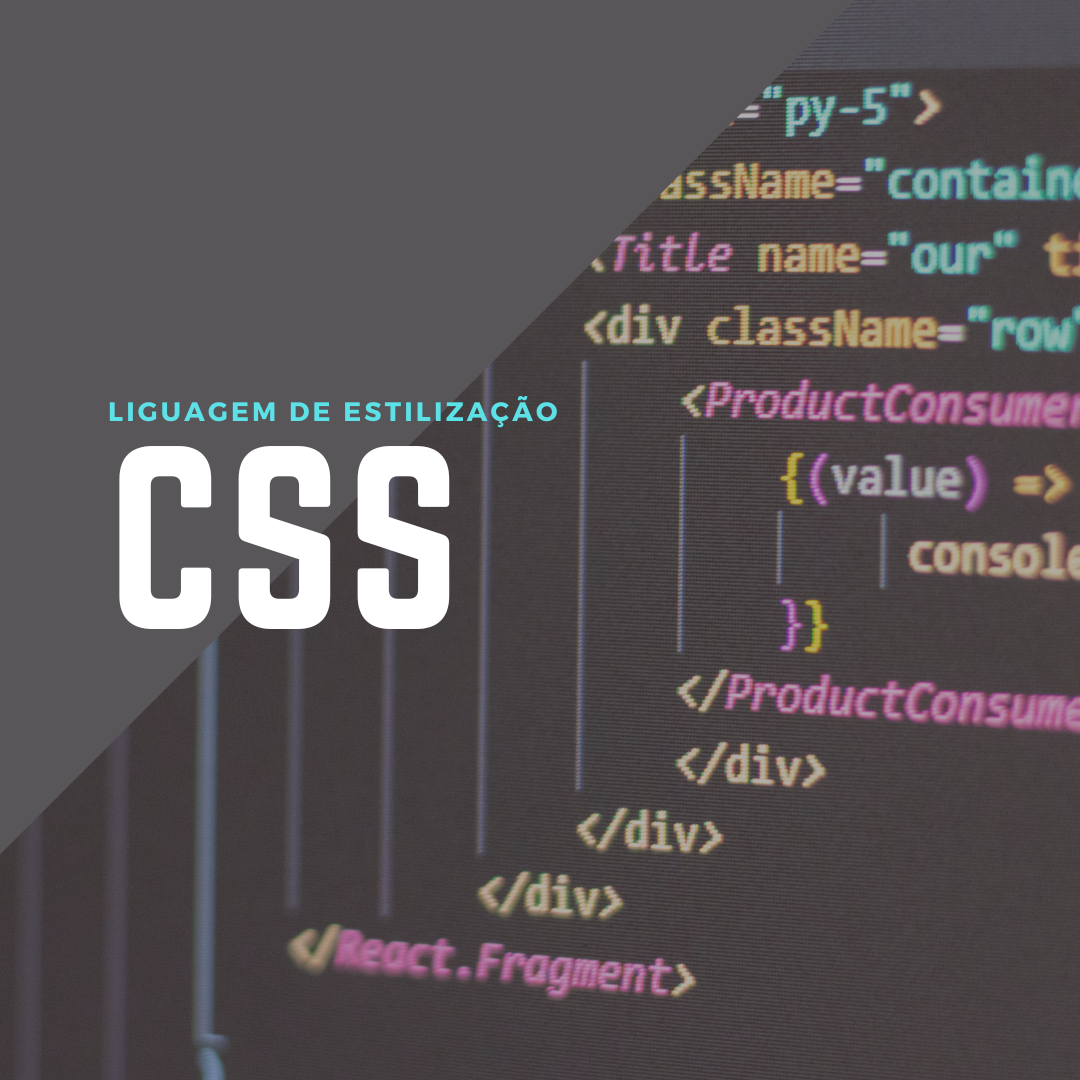 ="py-5">
assName="containe
<Title name="our" ti
<div className="row"
<ProductConsumer
{(value) =>
console
}}
</ProductConsume
</div>
</div>
</div>
</React.Fragment>
LIGUAGEM DE ESTILIZAÇÃO
CSS